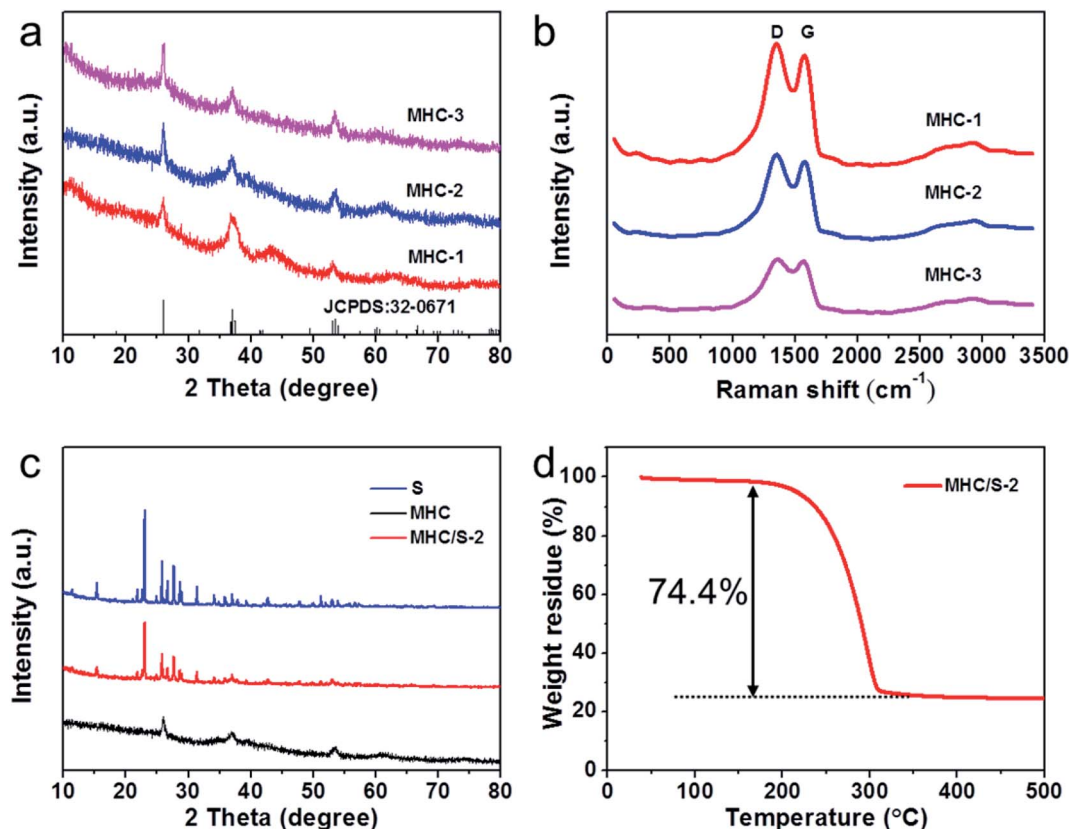 a
Intensity (a.u.)
MHC-3
MHC-2
MHC-1
JCPDS:32-0671
10 20 30 40 50 60 70 80
2 Theta (degree)
b
Intensity (a.u.)
D G
MHC-1
MHC-2
MHC-3
0 500 1000 1500 2000 2500 3000 3500
Raman shift (cm⁻¹)
c
Intensity (a.u.)
S
MHC
MHC/S-2
10 20 30 40 50 60 70 80
2 Theta (degree)
d
Weight residue (%)
100
80
60
40
20
0
MHC/S-2
74.4%
0 100 200 300 400 500
Temperature (°C)